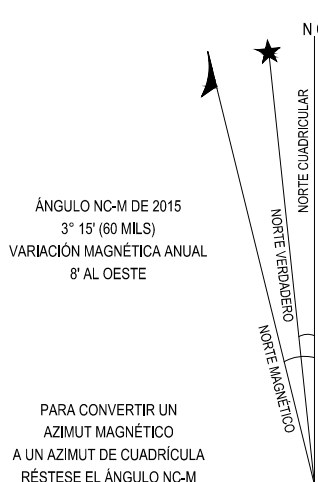 N
NORTE CUADRICULAR
NORTE VERDADERO
NORTE MAGNÉTICO
ÁNGULO NC-M DE 2015
3° 15' (60 MILS)
VARIACIÓN MAGNÉTICA ANUAL
8' AL OESTE
PARA CONVERTIR UN
AZIMUT MAGNÉTICO
A UN AZIMUT DE CUADRÍCULA
RÉSTESE EL ÁNGULO NC-M